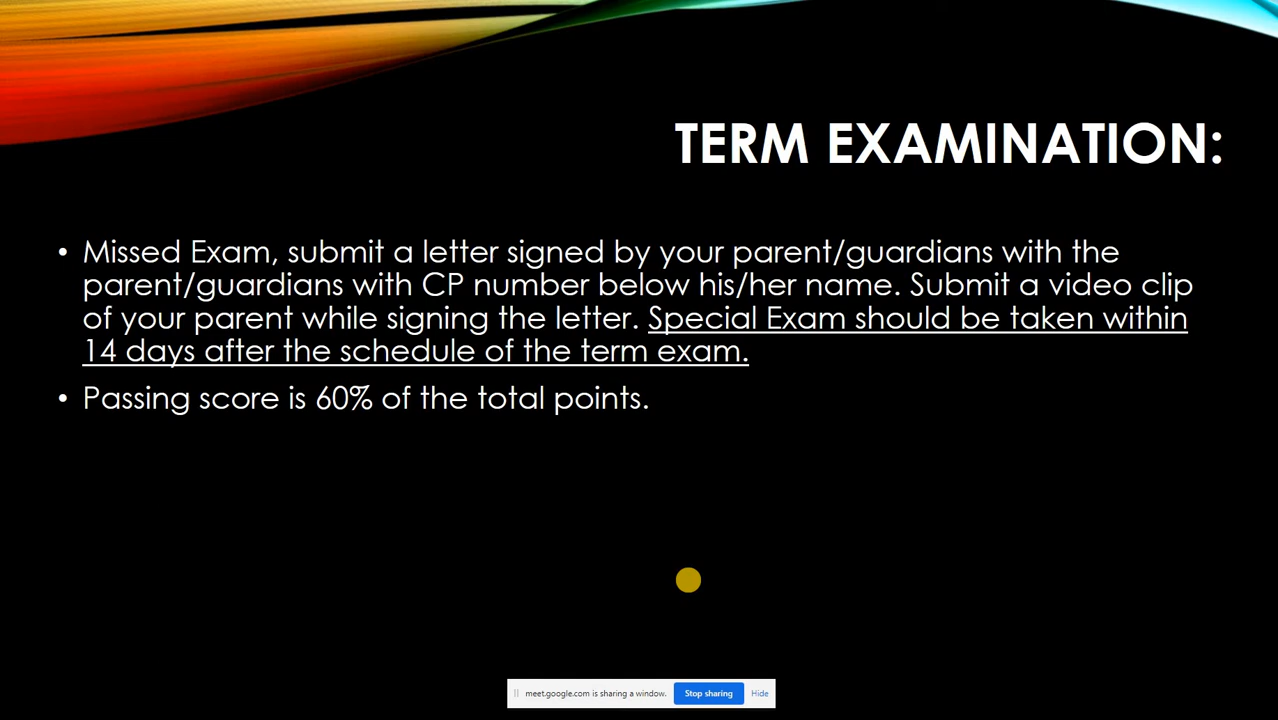 TERM EXAMINATION:
• Missed Exam, submit a letter signed by your parent/guardians with the
parent/guardians with CP number below his/her name. Submit a video clip
of your parent while signing the letter. Special Exam should be taken within
14 days after the schedule of the term exam.
• Passing score is 60% of the total points.
meet.google.com is sharing a window. Stop sharing Hide